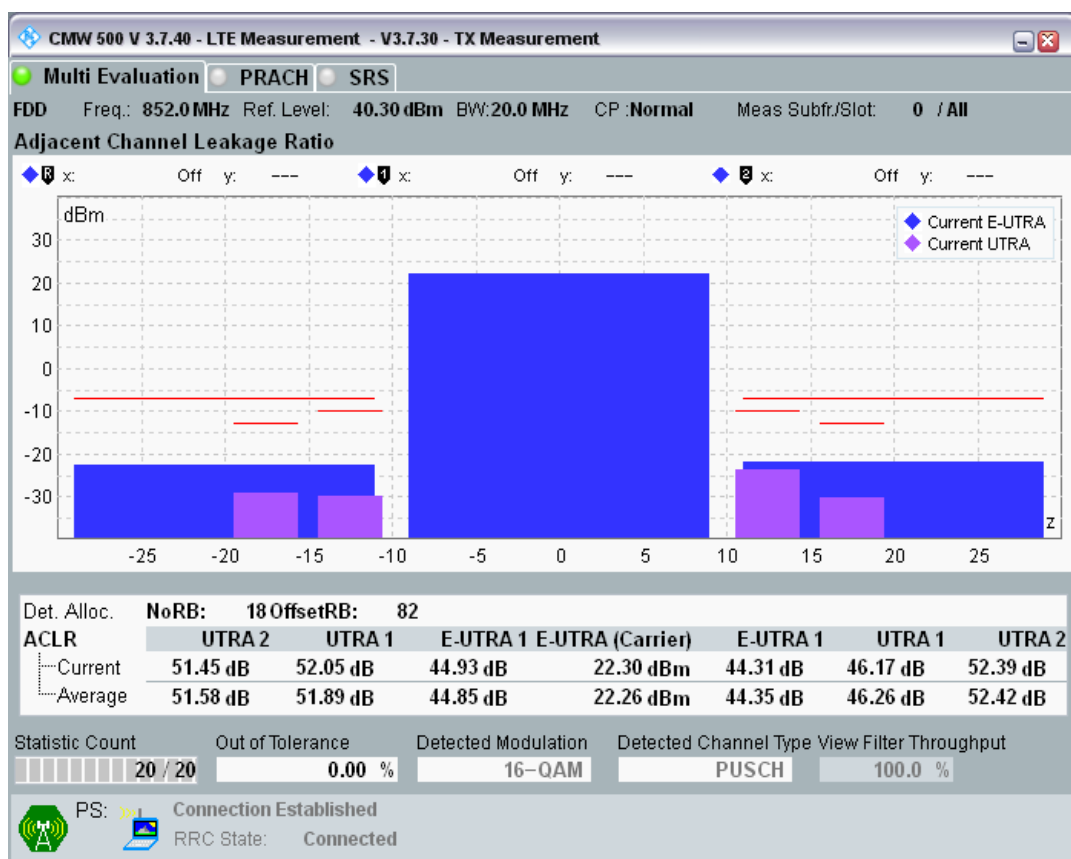 CMW 500 V 3.7.40 - LTE Measurement - V3.7.30 - TX Measurement
Multi Evaluation PRACH SRS
FDD Freq.: 852.0 MHz Ref. Level: 40.30 dBm BW:20.0 MHz CP :Normal Meas Subfr./Slot: 0 / All
Adjacent Channel Leakage Ratio
R x: Off y: --- 1 x: Off y: --- 2 x: Off y: ---
dBm
Current E-UTRA
Current UTRA
30
20
10
0
-10
-20
-30
z
-25 -20 -15 -10 -5 0 5 10 15 20 25
Det. Alloc. NoRB: 18 OffsetRB: 82
ACLR UTRA 2 UTRA 1 E-UTRA 1 E-UTRA (Carrier) E-UTRA 1 UTRA 1 UTRA 2
Current 51.45 dB 52.05 dB 44.93 dB 22.30 dBm 44.31 dB 46.17 dB 52.39 dB
Average 51.58 dB 51.89 dB 44.85 dB 22.26 dBm 44.35 dB 46.26 dB 52.42 dB
Statistic Count Out of Tolerance Detected Modulation Detected Channel Type View Filter Throughput
20 / 20 0.00 % 16-QAM PUSCH 100.0 %
PS: Connection Established
RRC State: Connected